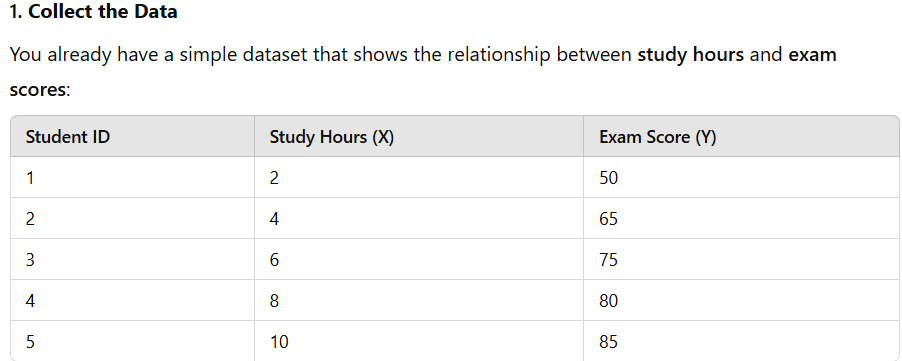 1. Collect the Data
You already have a simple dataset that shows the relationship between study hours and exam
scores:
Student ID Study Hours (X) Exam Score (Y)
1 2 50
2 4 65
3 6 75
4 8 80
5 10 85